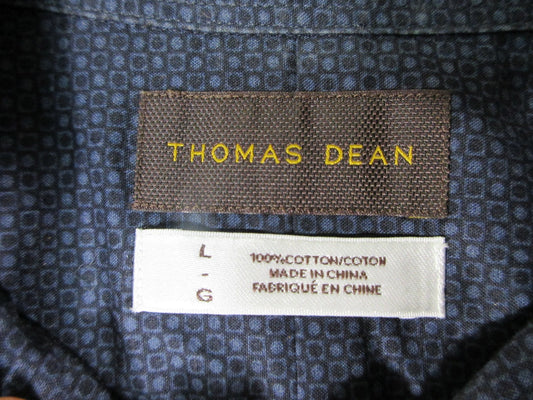 THOMAS DEAN
L
-
G
100%COTTON/COTON
MADE IN CHINA
FABRIQUÉ EN CHINE